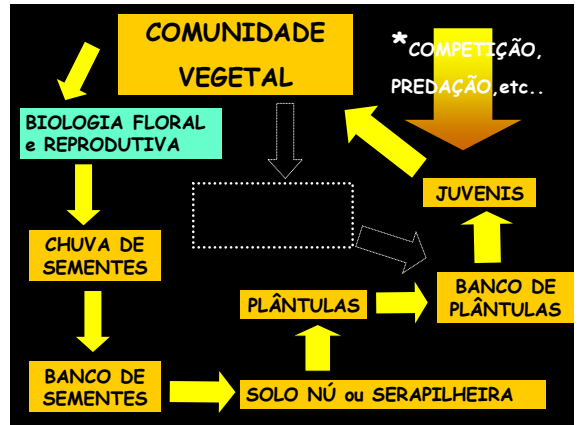 COMUNIDADE
VEGETAL
*COMPETIÇÃO,
PREDAÇÃO,etc..
BIOLOGIA FLORAL
e REPRODUTIVA
JUVENIS
CHUVA DE
SEMENTES
PLÂNTULAS
BANCO DE
PLÂNTULAS
BANCO DE
SEMENTES
SOLO NÚ ou SERAPILHEIRA